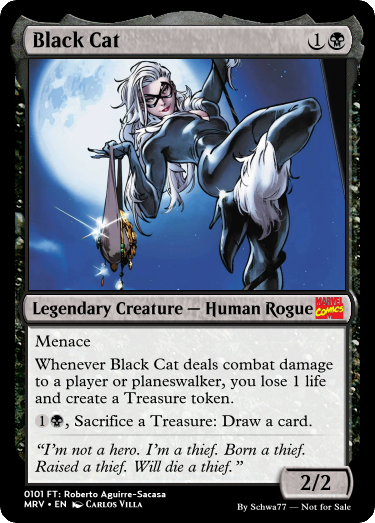 Black Cat 1
Legendary Creature — Human Rogue MARVEL COMICS
Menace
Whenever Black Cat deals combat damage
to a player or planeswalker, you lose 1 life
and create a Treasure token.
1 , Sacrifice a Treasure: Draw a card.
“I’m not a hero. I’m a thief. Born a thief.
Raised a thief. Will die a thief.”
2/2
0101 FT: Roberto Aguirre-Sacasa
MRV • EN Carlos Villa
By Schwa77 — Not for Sale